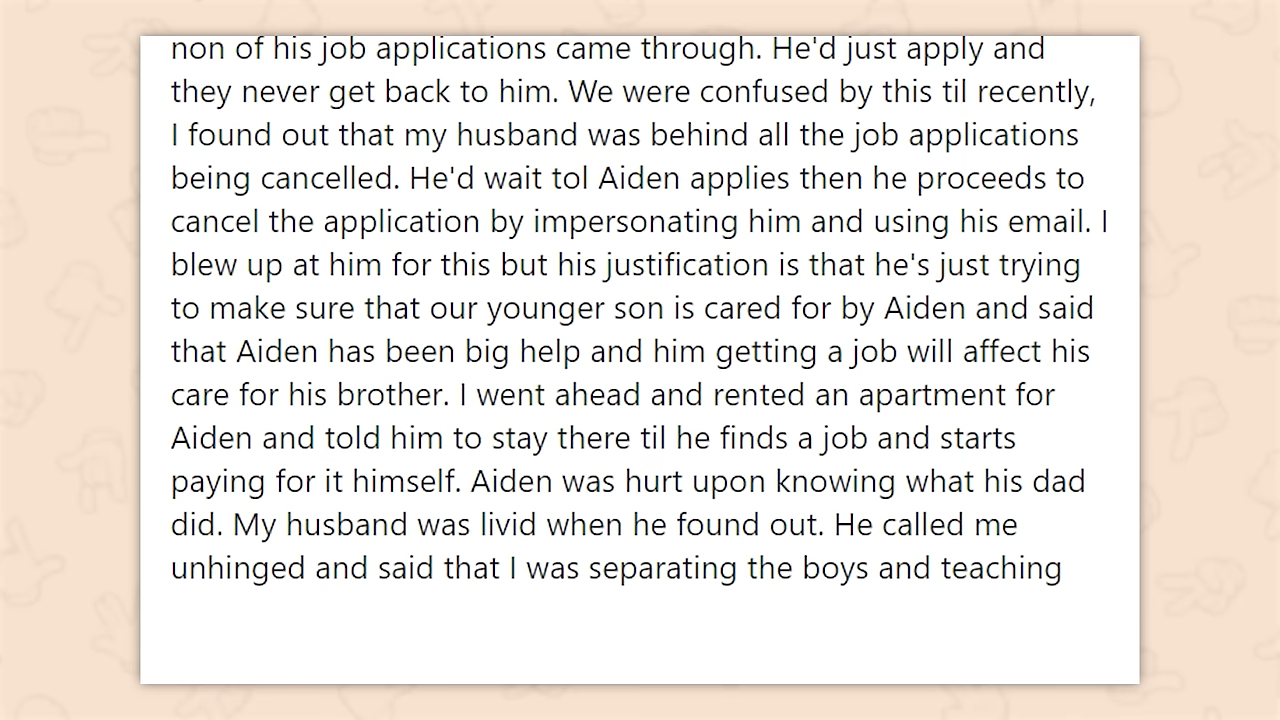 non of his job applications came through. He'd just apply and
they never get back to him. We were confused by this til recently,
I found out that my husband was behind all the job applications
being cancelled. He'd wait tol Aiden applies then he proceeds to
cancel the application by impersonating him and using his email. I
blew up at him for this but his justification is that he's just trying
to make sure that our younger son is cared for by Aiden and said
that Aiden has been big help and him getting a job will affect his
care for his brother. I went ahead and rented an apartment for
Aiden and told him to stay there til he finds a job and starts
paying for it himself. Aiden was hurt upon knowing what his dad
did. My husband was livid when he found out. He called me
unhinged and said that I was separating the boys and teaching